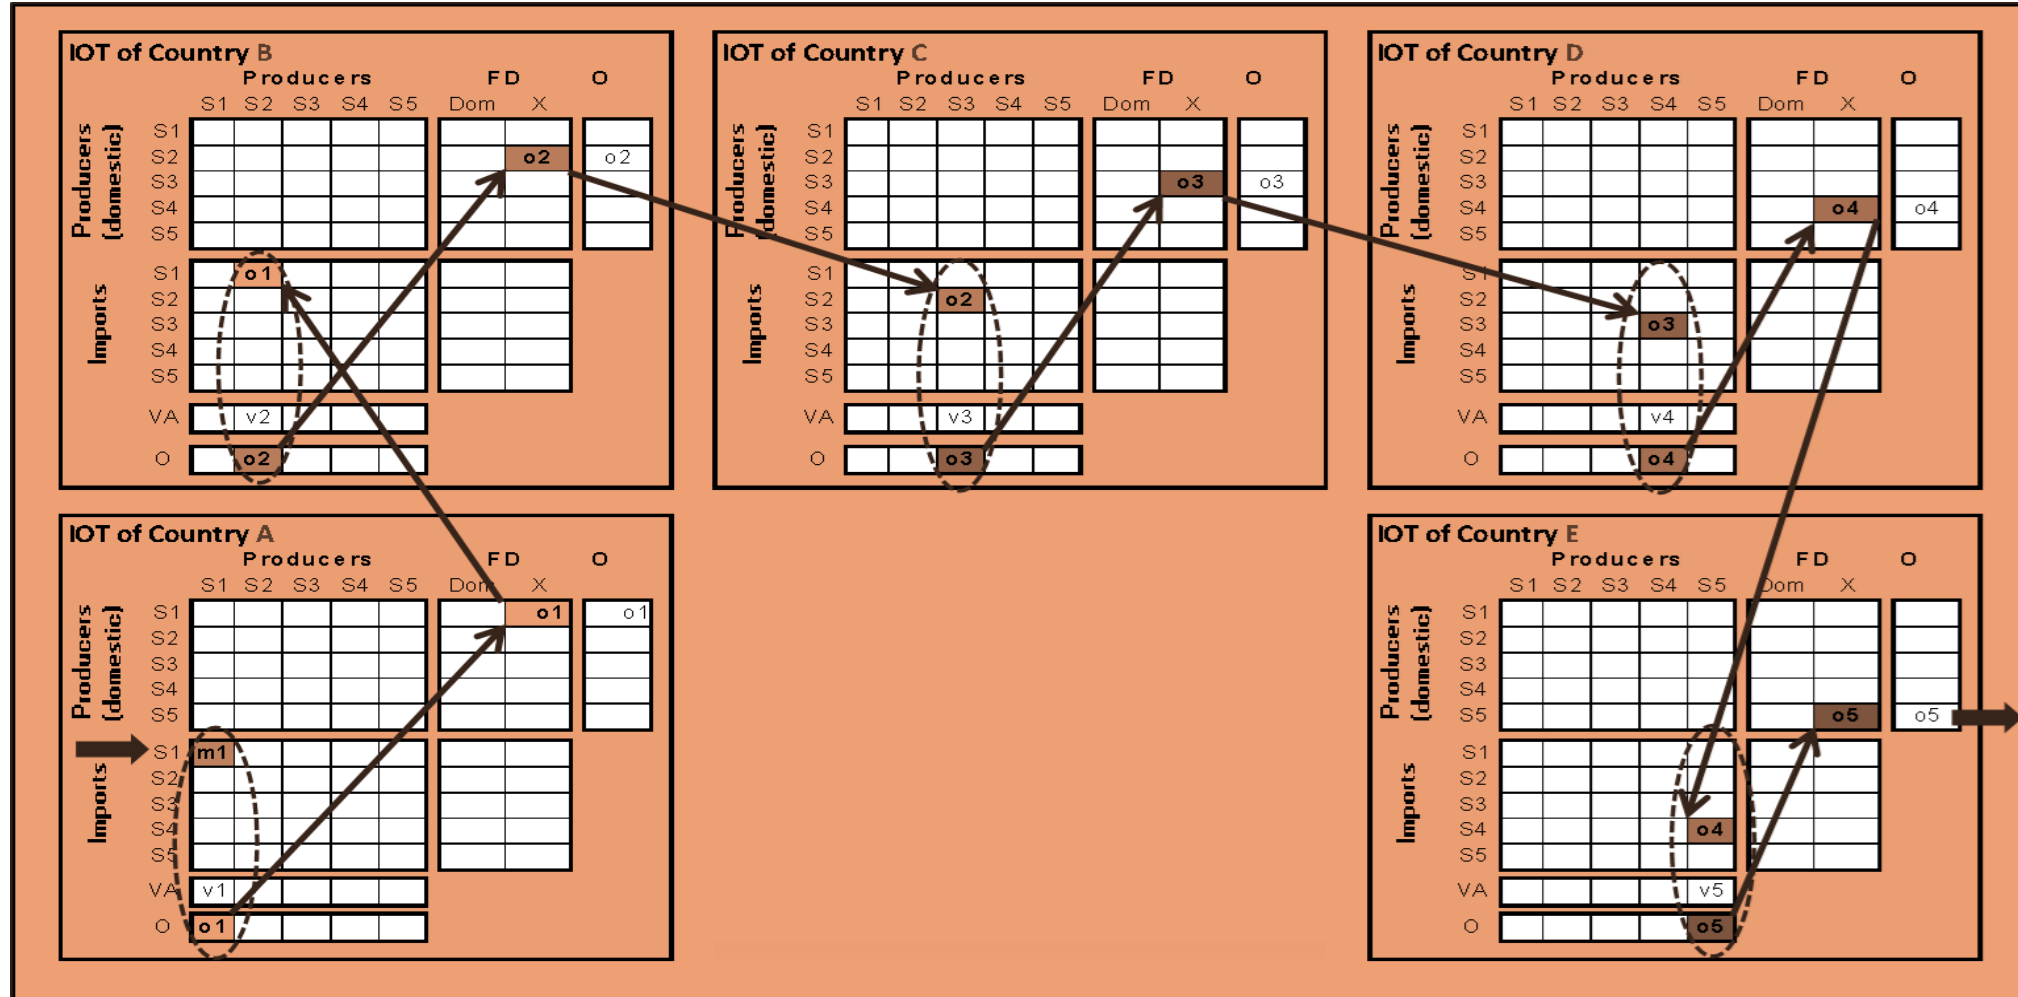 IOT of Country B
Producers FD O
S1 S2 S3 S4 S5 Dom X
Producers (domestic)
S1
S2 o2 o2
S3
S4
S5
Imports
S1 o1
S2
S3
S4
S5
VA v2
O o2
IOT of Country C
Producers FD O
S1 S2 S3 S4 S5 Dom X
Producers (domestic)
S1
S2
S3 o3 o3
S4
S5
Imports
S1
S2 o2
S3
S4
S5
VA v3
O o3
IOT of Country D
Producers FD O
S1 S2 S3 S4 S5 Dom X
Producers (domestic)
S1
S2
S3
S4 o4 o4
S5
Imports
S1
S2
S3 o3
S4
S5
VA v4
O o4
IOT of Country A
Producers FD O
S1 S2 S3 S4 S5 Dom X
Producers (domestic)
S1 o1 o1
S2
S3
S4
S5
Imports
S1 m1
S2
S3
S4
S5
VA v1
O o1
IOT of Country E
Producers FD O
S1 S2 S3 S4 S5 Dom X
Producers (domestic)
S1
S2
S3
S4
S5 o5 o5
Imports
S1
S2
S3
S4 o4
S5
VA v5
O o5